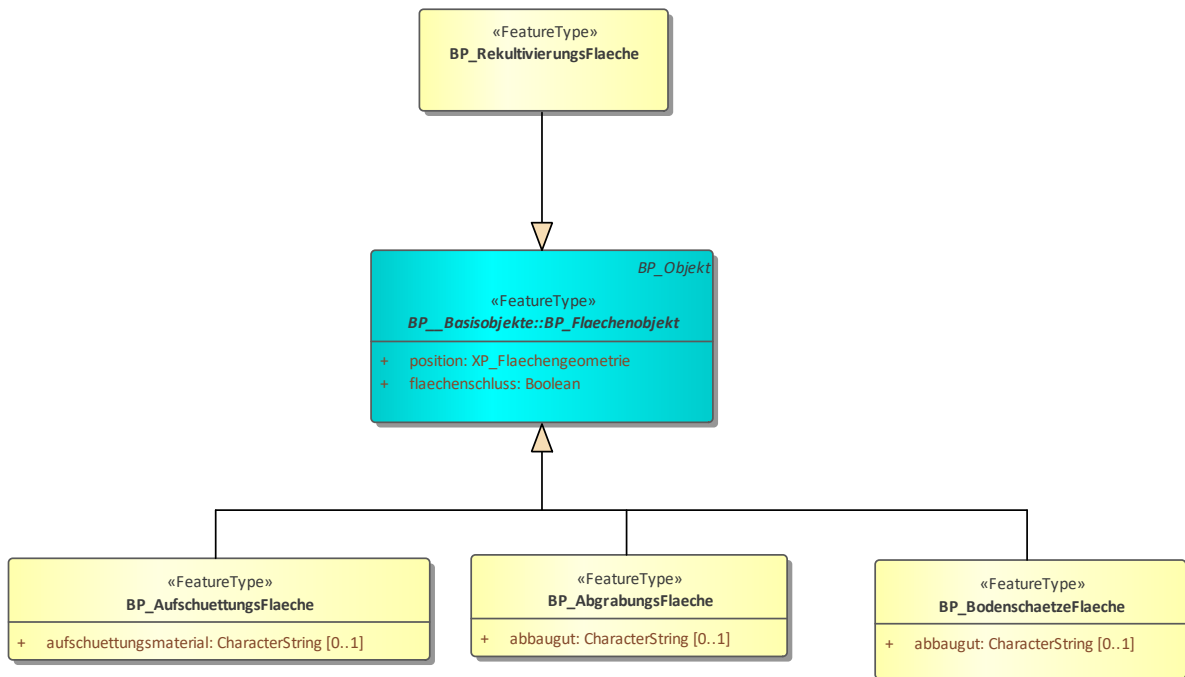 «FeatureType»
BP_RekultivierungsFlaeche
BP_Objekt
«FeatureType»
BP__Basisobjekte::BP_Flaechenobjekt
+ position: XP_Flaechengeometrie
+ flaechenschluss: Boolean
«FeatureType»
BP_AufschuettungsFlaeche
+ aufschuettungsmaterial: CharacterString [0..1]
«FeatureType»
BP_AbgrabungsFlaeche
+ abbaugut: CharacterString [0..1]
«FeatureType»
BP_BodenschaetzeFlaeche
+ abbaugut: CharacterString [0..1]